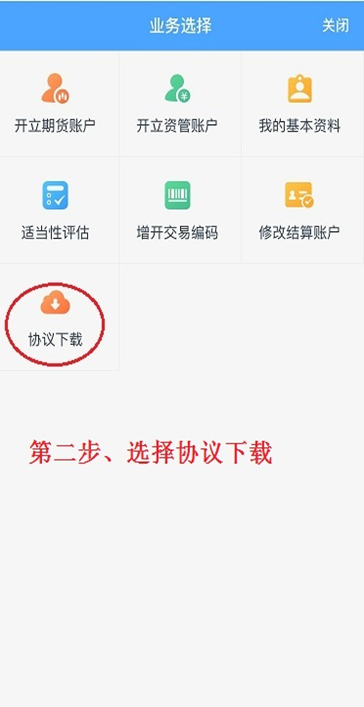 业务选择 关闭
开立期货账户 开立资管账户 我的基本资料
适当性评估 增开交易编码 修改结算账户
协议下载
第二步、选择协议下载